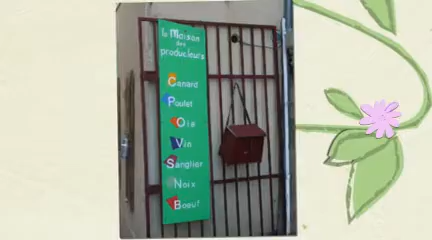 la Maison
des
producteurs
Canard
Poulet
Oie
Vin
Sanglier
Noix
Boeuf